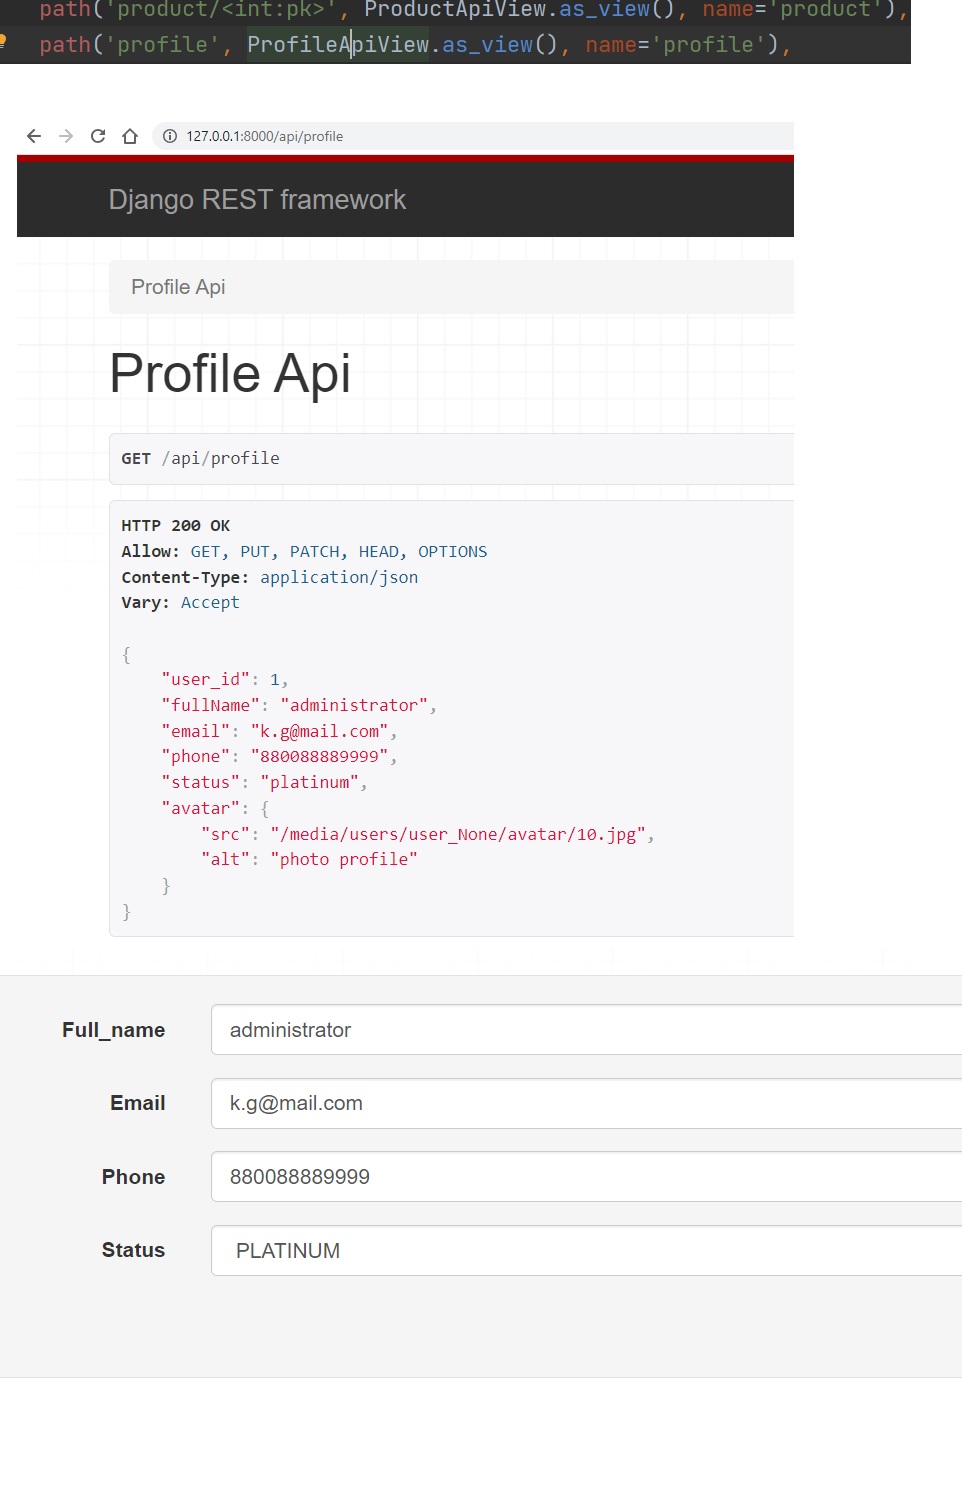 path('product/<int:pk>', ProductApiView.as_view(), name='product'),
path('profile', ProfileApiView.as_view(), name='profile'),
127.0.0.1:8000/api/profile
Django REST framework
Profile Api
Profile Api
GET /api/profile
HTTP 200 OK
Allow: GET, PUT, PATCH, HEAD, OPTIONS
Content-Type: application/json
Vary: Accept
{
    "user_id": 1,
    "fullName": "administrator",
    "email": "k.g@mail.com",
    "phone": "880088889999",
    "status": "platinum",
    "avatar": {
        "src": "/media/users/user_None/avatar/10.jpg",
        "alt": "photo profile"
    }
}
Full_name administrator
Email k.g@mail.com
Phone 880088889999
Status PLATINUM